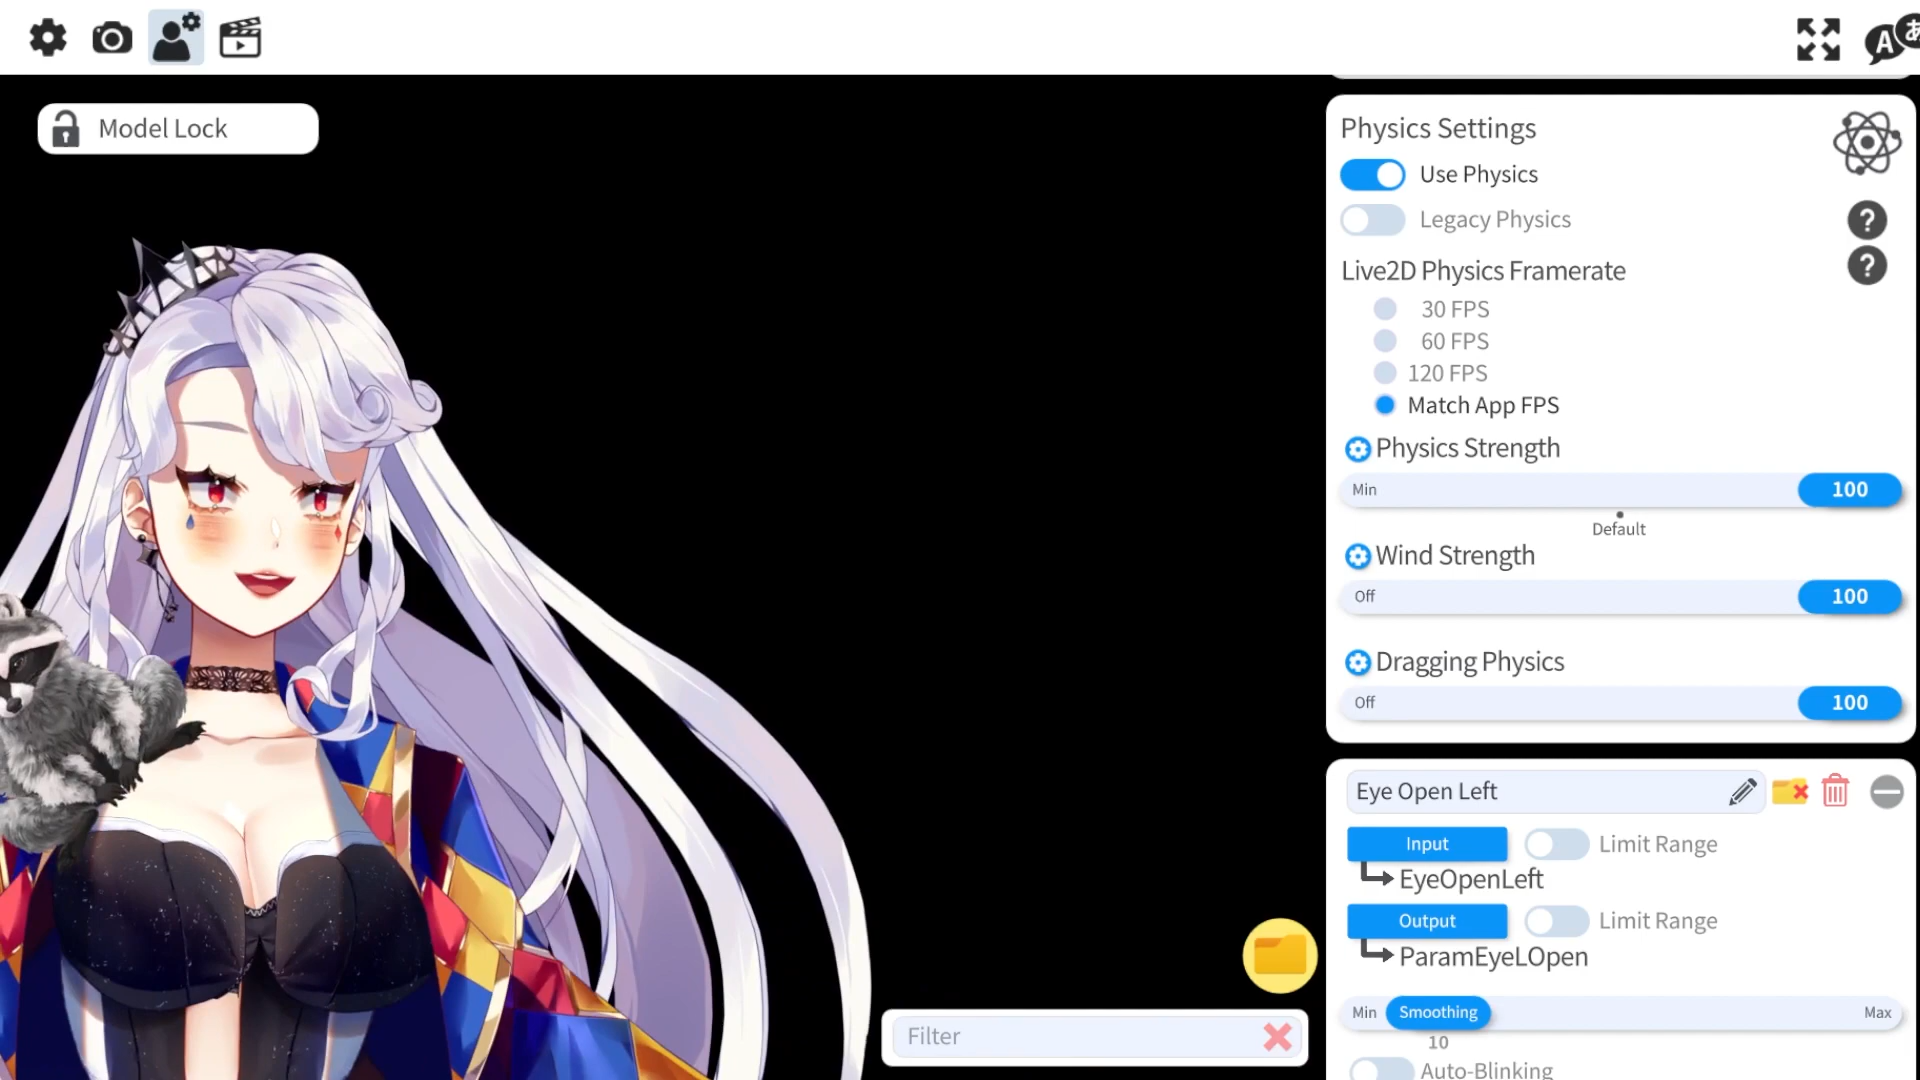 A あ
Model Lock
Physics Settings
Use Physics
Legacy Physics
?
Live2D Physics Framerate
?
30 FPS
60 FPS
120 FPS
Match App FPS
Physics Strength
Min 100
Default
Wind Strength
Off 100
Dragging Physics
Off 100
Eye Open Left
Input Limit Range
EyeOpenLeft
Output Limit Range
ParamEyeLOpen
Min Smoothing Max
10
Auto-Blinking
Filter